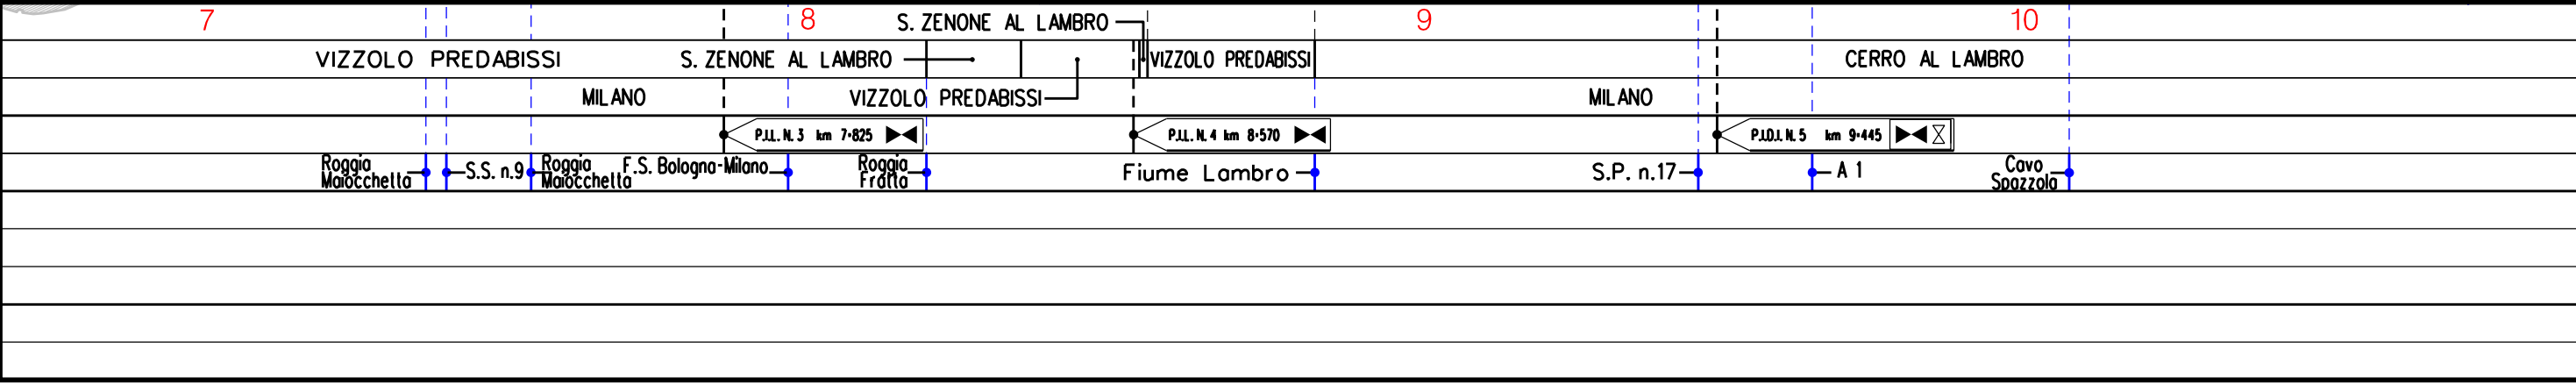 7
8
S. ZENONE AL LAMBRO
9
10
VIZZOLO PREDABISSI
S. ZENONE AL LAMBRO
VIZZOLO PREDABISSI
CERRO AL LAMBRO
MILANO
VIZZOLO PREDABISSI
MILANO
P.I.L. N. 3 km 7+825
P.I.L. N. 4 km 8+570
P.I.D.I. N. 5 km 9+445
Roggia
Maiocchetta
S.S. n.9
Roggia
Maiocchetta
F.S. Bologna-Milano
Roggia
Fratta
Fiume Lambro
S.P. n.17
A 1
Cavo
Spazzola